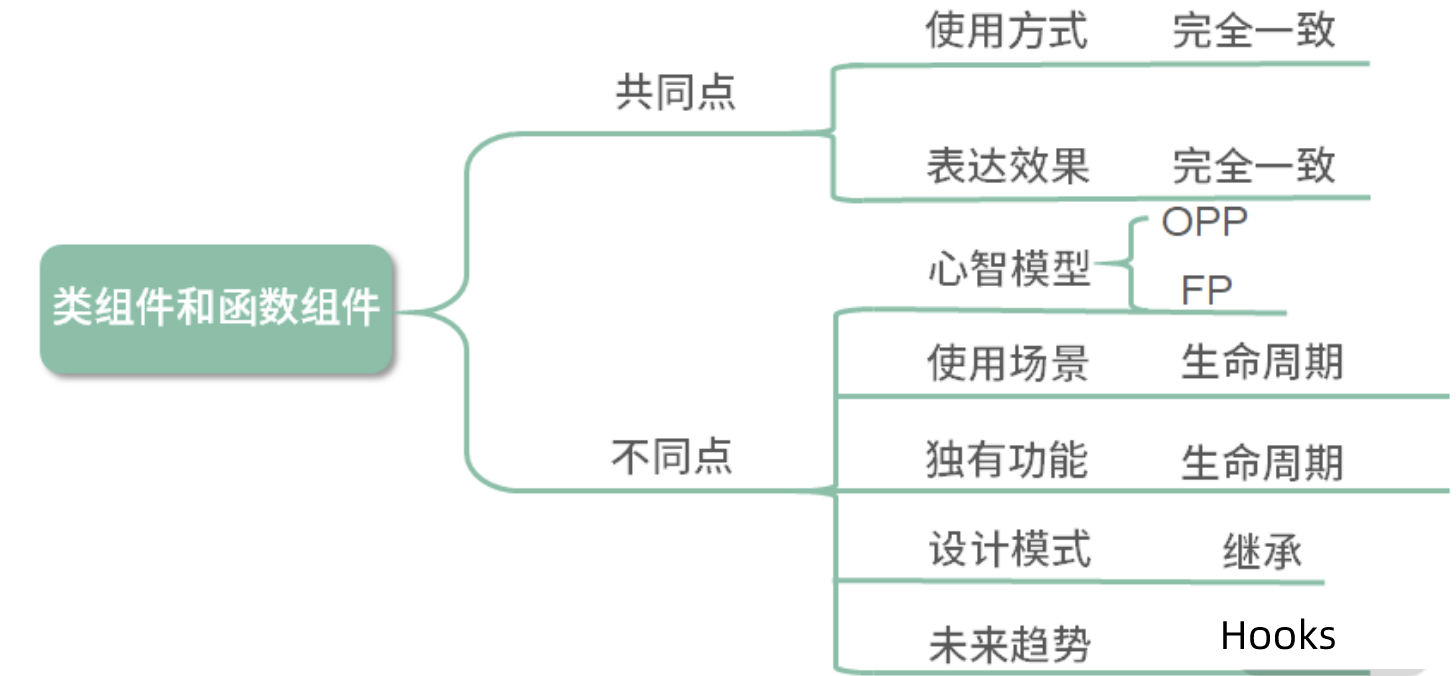 类组件和函数组件
共同点
使用方式 完全一致
表达效果 完全一致
不同点
心智模型
OPP
FP
使用场景 生命周期
独有功能 生命周期
设计模式 继承
未来趋势 Hooks